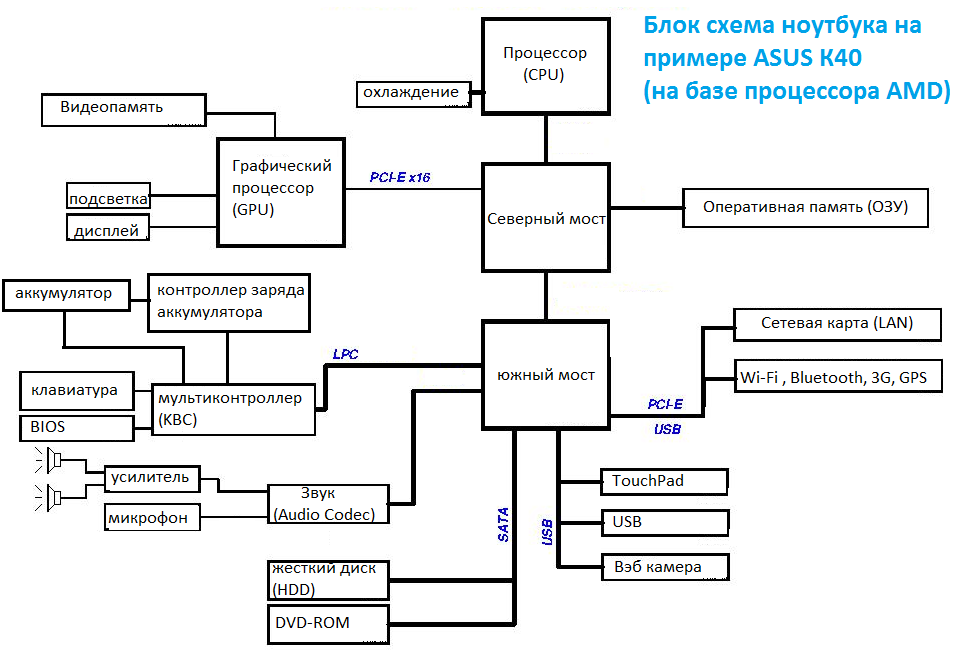 Блок схема ноутбука на
примере ASUS K40
(на базе процессора AMD)
Процессор
(CPU)
охлаждение
Видеопамять
Графический
процессор
(GPU)
PCI-E x16
подсветка
дисплей
Северный мост
Оперативная память (ОЗУ)
аккумулятор
контроллер заряда
аккумулятора
Сетевая карта (LAN)
LPC
южный мост
Wi-Fi , Bluetooth, 3G, GPS
клавиатура
мультиконтроллер
(KBC)
BIOS
PCI-E
USB
усилитель
Звук
(Audio Codec)
микрофон
SATA
USB
TouchPad
USB
Вэб камера
жесткий диск
(HDD)
DVD-ROM